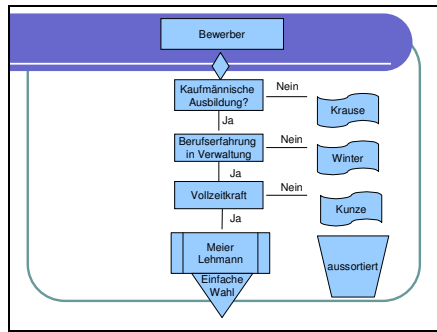 Bewerber
Kaufmännische
Ausbildung?
Nein
Krause
Ja
Berufserfahrung
in Verwaltung
Nein
Winter
Ja
Vollzeitkraft
Nein
Kunze
Ja
Meier
Lehmann
Einfache
Wahl
aussortiert